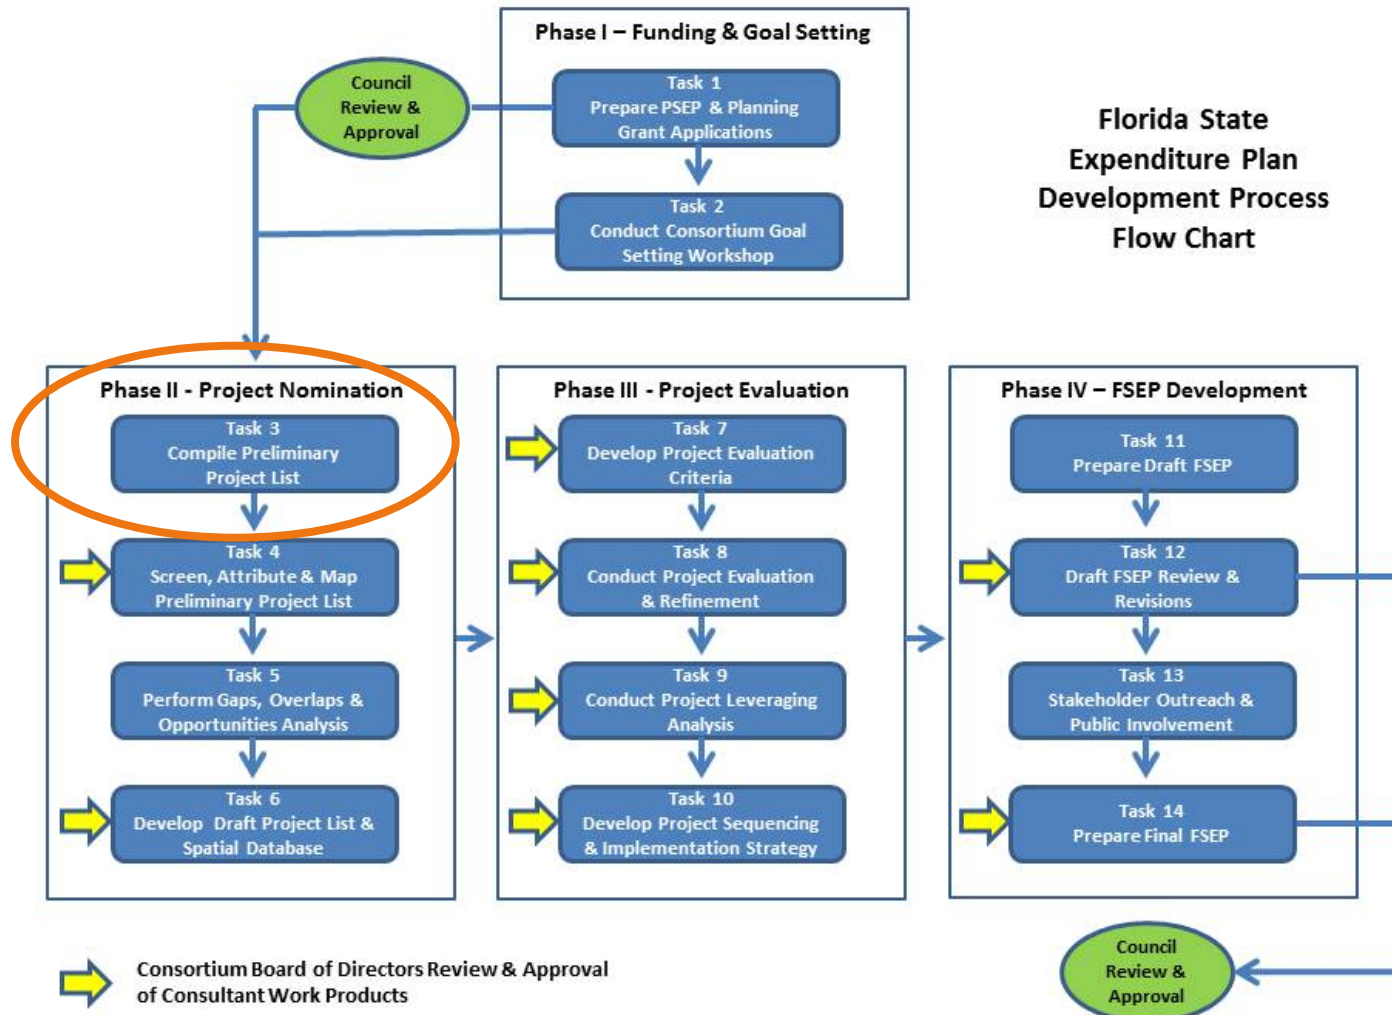 Phase I – Funding & Goal Setting
Council
Review &
Approval
Task 1
Prepare PSEP & Planning
Grant Applications
Task 2
Conduct Consortium Goal
Setting Workshop
Florida State
Expenditure Plan
Development Process
Flow Chart
Phase II - Project Nomination
Task 3
Compile Preliminary
Project List
Task 4
Screen, Attribute & Map
Preliminary Project List
Task 5
Perform Gaps, Overlaps &
Opportunities Analysis
Task 6
Develop Draft Project List &
Spatial Database
Phase III - Project Evaluation
Task 7
Develop Project Evaluation
Criteria
Task 8
Conduct Project Evaluation
& Refinement
Task 9
Conduct Project Leveraging
Analysis
Task 10
Develop Project Sequencing
& Implementation Strategy
Phase IV – FSEP Development
Task 11
Prepare Draft FSEP
Task 12
Draft FSEP Review &
Revisions
Task 13
Stakeholder Outreach &
Public Involvement
Task 14
Prepare Final FSEP
Consortium Board of Directors Review & Approval
of Consultant Work Products
Council
Review &
Approval